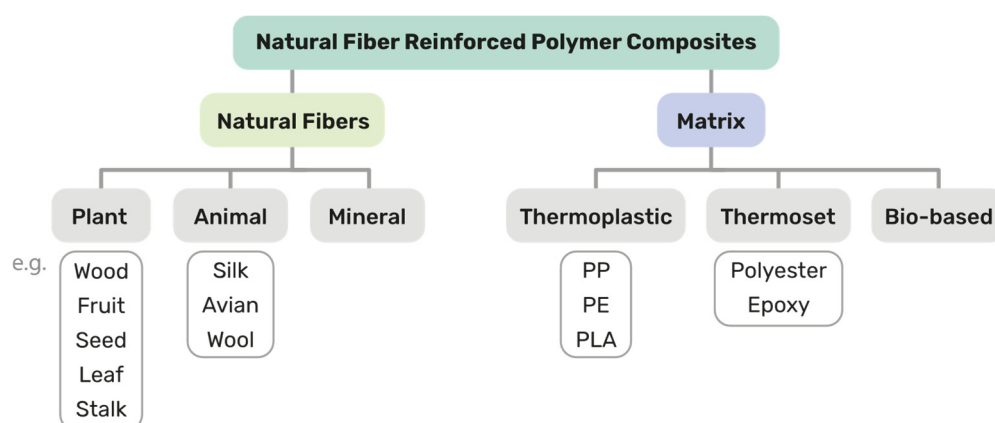 Natural Fiber Reinforced Polymer Composites
Natural Fibers
Matrix
Plant
Animal
Mineral
Thermoplastic
Thermoset
Bio-based
e.g.
Wood
Fruit
Seed
Leaf
Stalk
Silk
Avian
Wool
PP
PE
PLA
Polyester
Epoxy